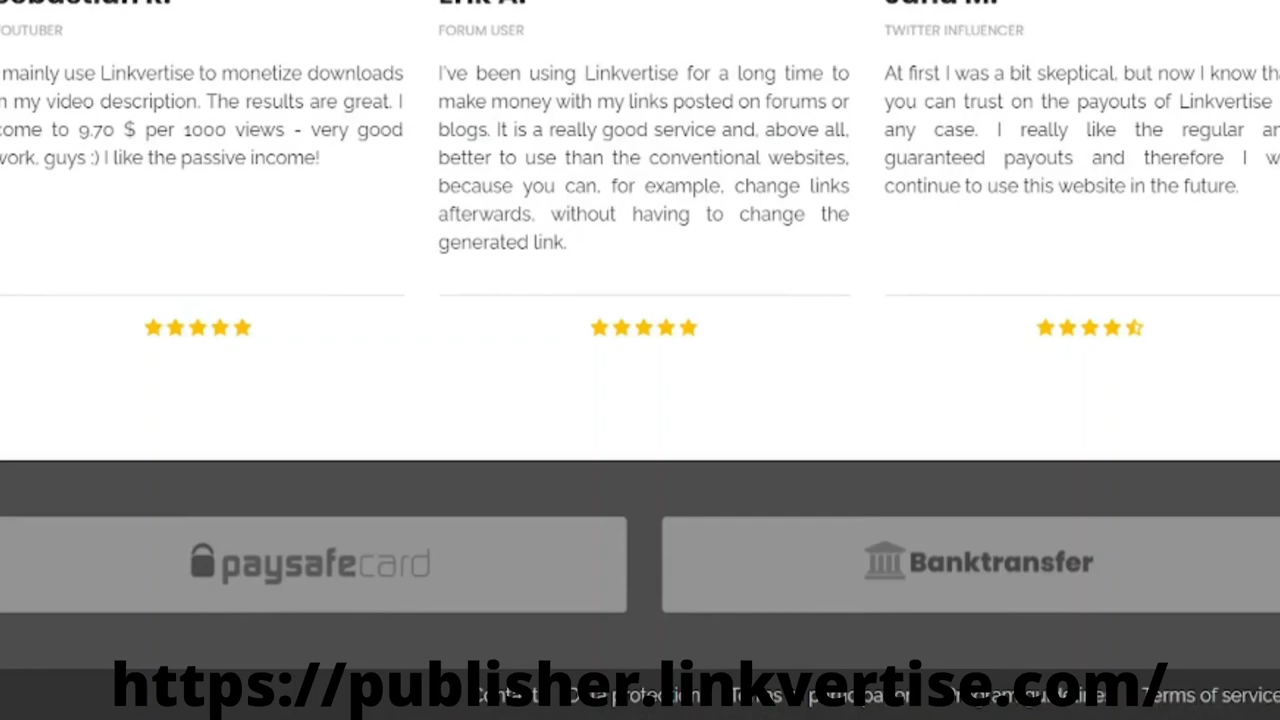 YOUTUBER
mainly use Linkvertise to monetize downloads
my video description. The results are great. I
come to 9.70 $ per 1000 views - very good
work, guys :) I like the passive income!
Erik A.
FORUM USER
I've been using Linkvertise for a long time to
make money with my links posted on forums or
blogs. It is a really good service and, above all,
better to use than the conventional websites,
because you can, for example, change links
afterwards, without having to change the
generated link.
TWITTER INFLUENCER
At first I was a bit skeptical, but now I know
you can trust on the payouts of Linkvertise
any case. I really like the regular
guaranteed payouts and therefore I
continue to use this website in the future.
paysafecard
Banktransfer
Terms of service
https://publisher.linkvertise.com/